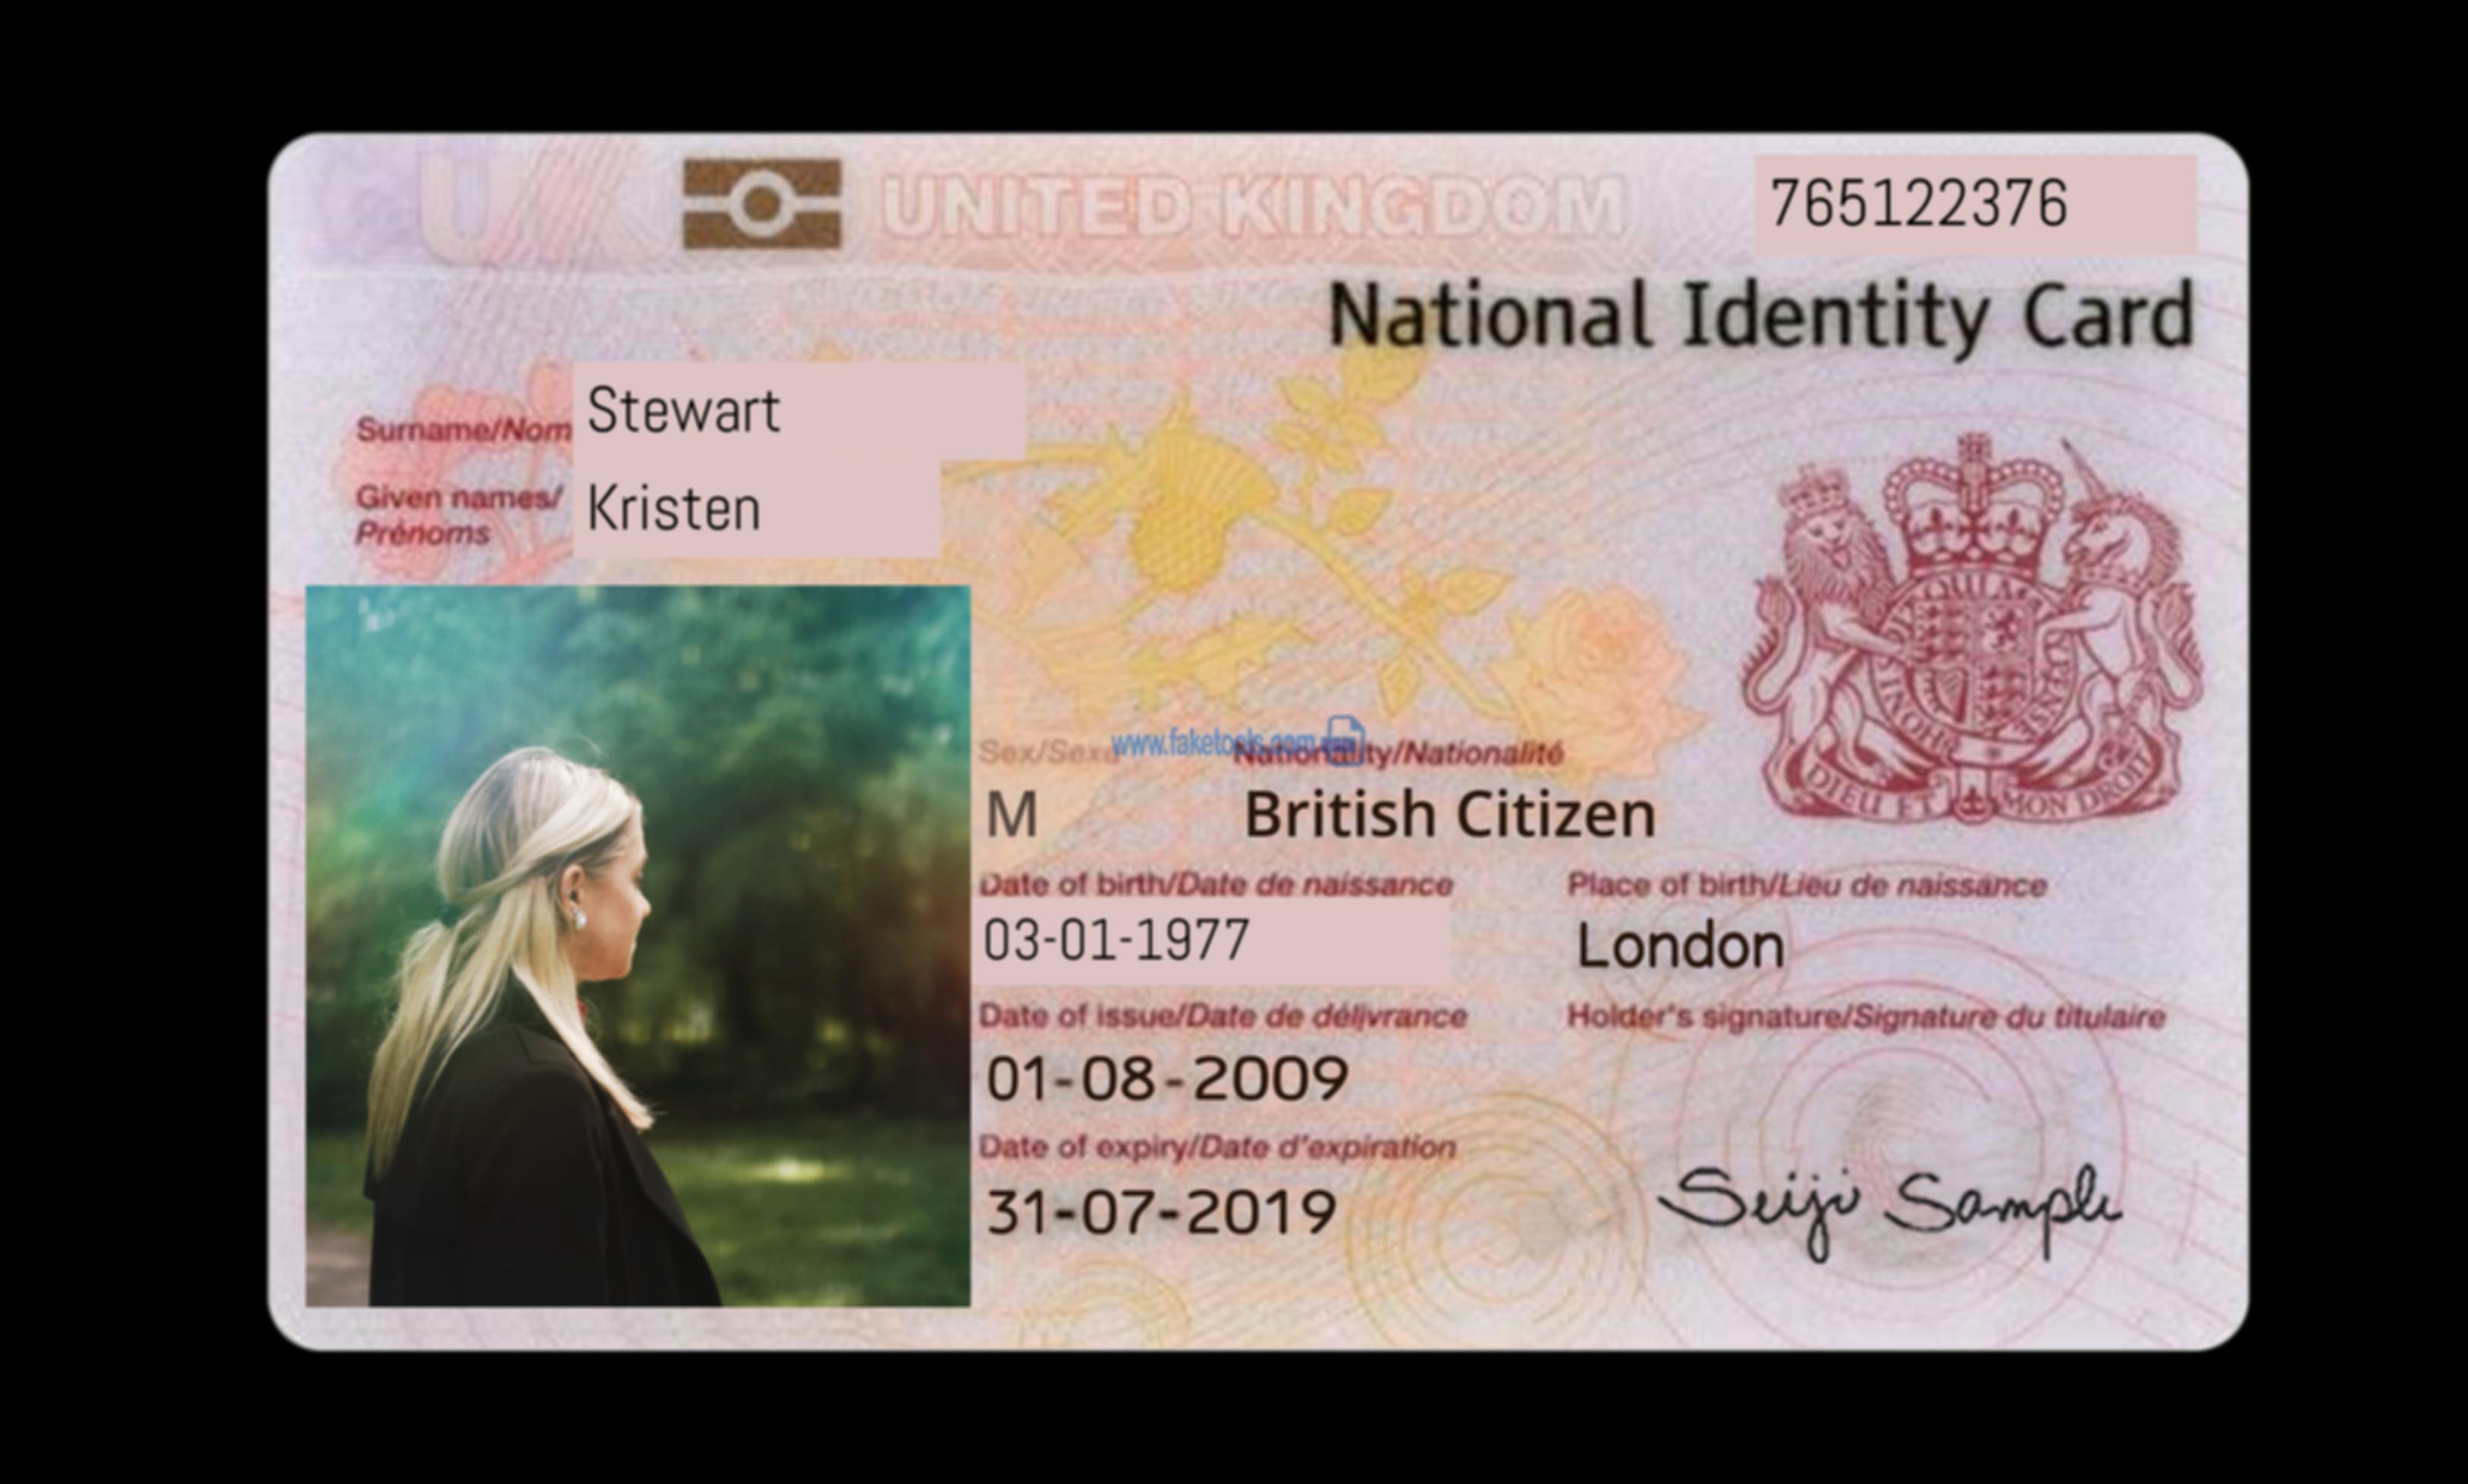 UK UNITED KINGDOM 765122376
National Identity Card
Surname/Nom Stewart
Given names/ Kristen
Prénoms
www.faketools.com
Sex/Sexe Nationality/Nationalité
M British Citizen
Date of birth/Date de naissance Place of birth/Lieu de naissance
03-01-1977 London
Date of issue/Date de délivrance Holder's signature/Signature du titulaire
01-08-2009
Date of expiry/Date d'expiration
31-07-2019 Seiji Sample
DIEU ET MON DROIT